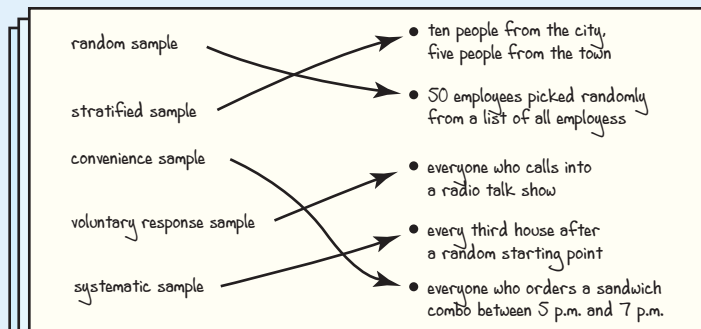 random sample
stratified sample
convenience sample
voluntary response sample
systematic sample
ten people from the city,
five people from the town
50 employees picked randomly
from a list of all employess
everyone who calls into
a radio talk show
every third house after
a random starting point
everyone who orders a sandwich
combo between 5 p.m. and 7 p.m.